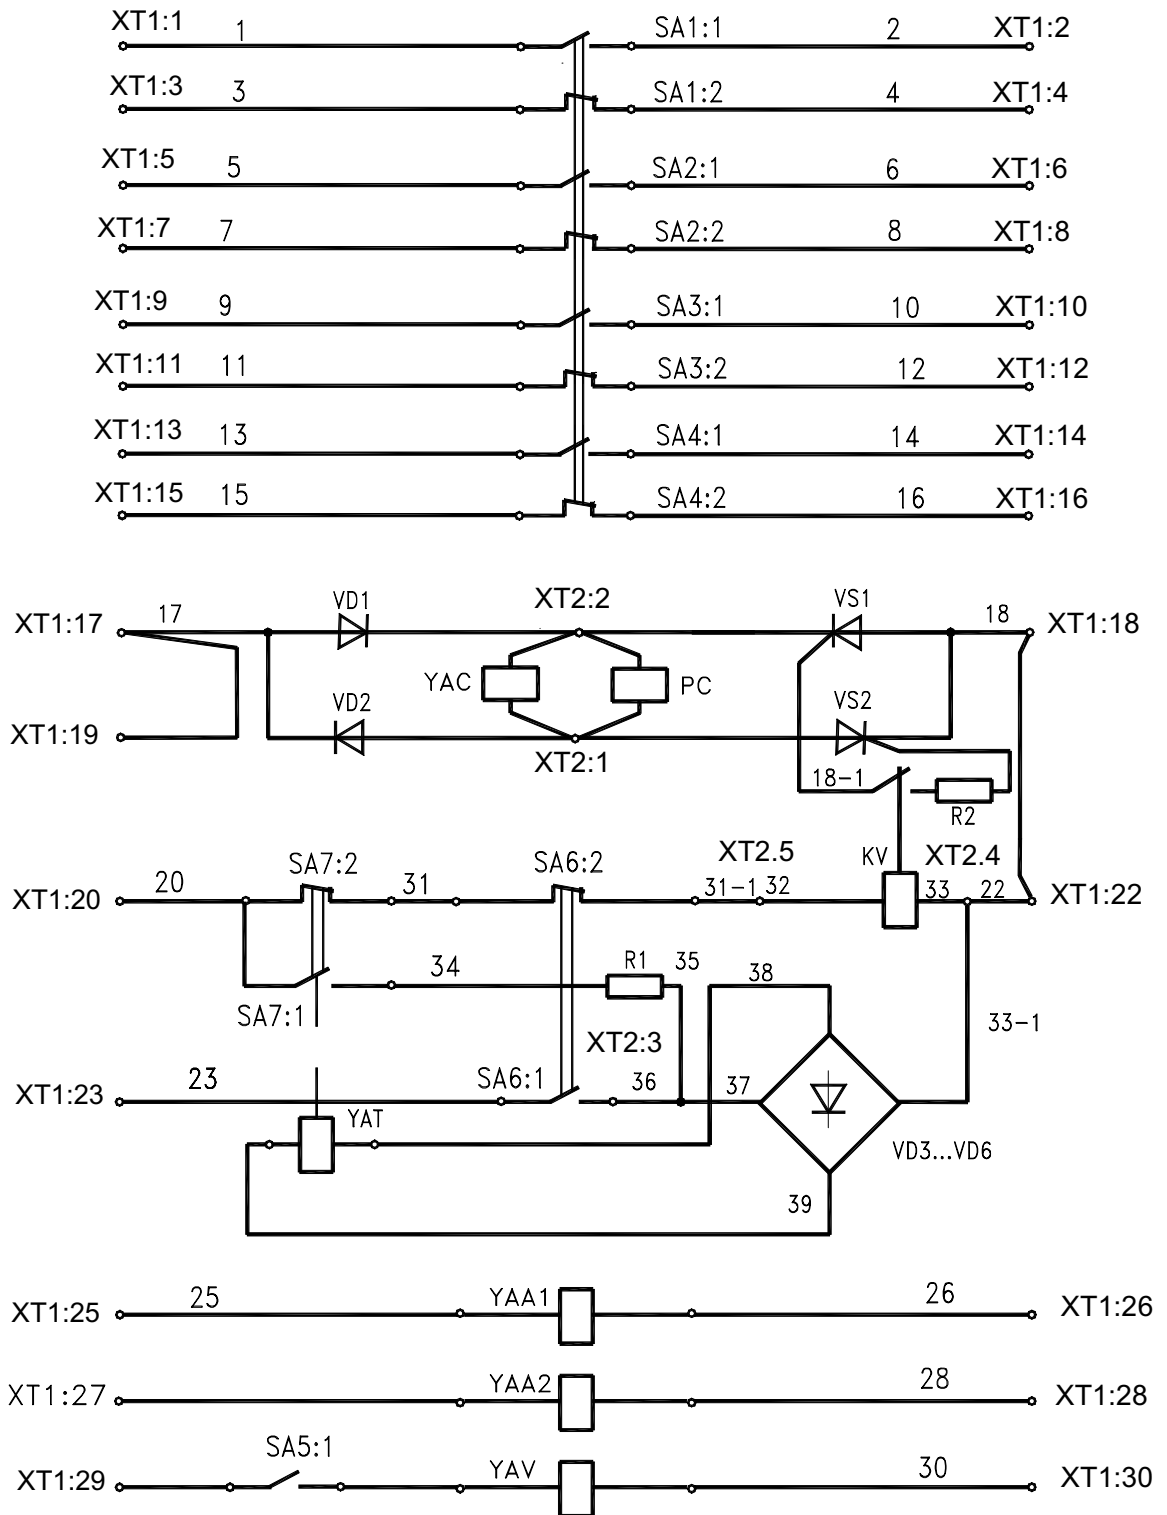 XT1:1 1 SA1:1 2 XT1:2
XT1:3 3 SA1:2 4 XT1:4
XT1:5 5 SA2:1 6 XT1:6
XT1:7 7 SA2:2 8 XT1:8
XT1:9 9 SA3:1 10 XT1:10
XT1:11 11 SA3:2 12 XT1:12
XT1:13 13 SA4:1 14 XT1:14
XT1:15 15 SA4:2 16 XT1:16
VD1 XT2:2 VS1
XT1:17 17 18 XT1:18
YAC PC
VD2 VS2
XT1:19
XT2:1
18-1
R2
SA7:2 SA6:2 XT2.5 KV XT2.4
XT1:20 20 31 31-1 32 33 22 XT1:22
34 R1 35 38
SA7:1 33-1
XT2:3
XT1:23 23 SA6:1 36 37
YAT VD3...VD6
39
XT1:25 25 YAA1 26 XT1:26
XT1:27 YAA2 28 XT1:28
SA5:1
XT1:29 YAV 30 XT1:30